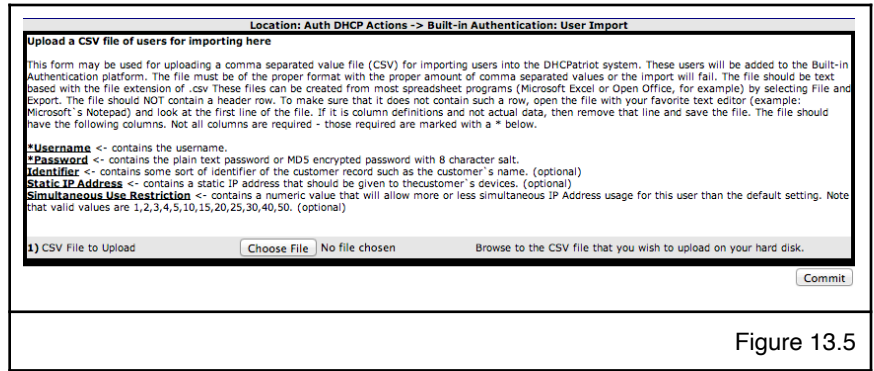 Location: Auth DHCP Actions -> Built-in Authentication: User Import
Upload a CSV file of users for importing here
This form may be used for uploading a comma separated value file (CSV) for importing users into the DHCPatriot system. These users will be added to the Built-in
Authentication platform. The file must be of the proper format with the proper amount of comma separated values or the import will fail. The file should be text
based with the file extension of .csv These files can be created from most spreadsheet programs (Microsoft Excel or Open Office, for example) by selecting File and
Export. The file should NOT contain a header row. To make sure that it does not contain such a row, open the file with your favorite text editor (example:
Microsoft`s Notepad) and look at the first line of the file. If it is column definitions and not actual data, then remove that line and save the file. The file should
have the following columns. Not all columns are required - those required are marked with a * below.
*Username <- contains the username.
*Password <- contains the plain text password or MD5 encrypted password with 8 character salt.
Identifier <- contains some sort of identifier of the customer record such as the customer`s name. (optional)
Static IP Address <- contains a static IP address that should be given to thecustomer`s devices. (optional)
Simultaneous Use Restriction <- contains a numeric value that will allow more or less simultaneous IP Address usage for this user than the default setting. Note
that valid values are 1,2,3,4,5,10,15,20,25,30,40,50. (optional)
1) CSV File to Upload Choose File No file chosen Browse to the CSV file that you wish to upload on your hard disk.
Commit
Figure 13.5